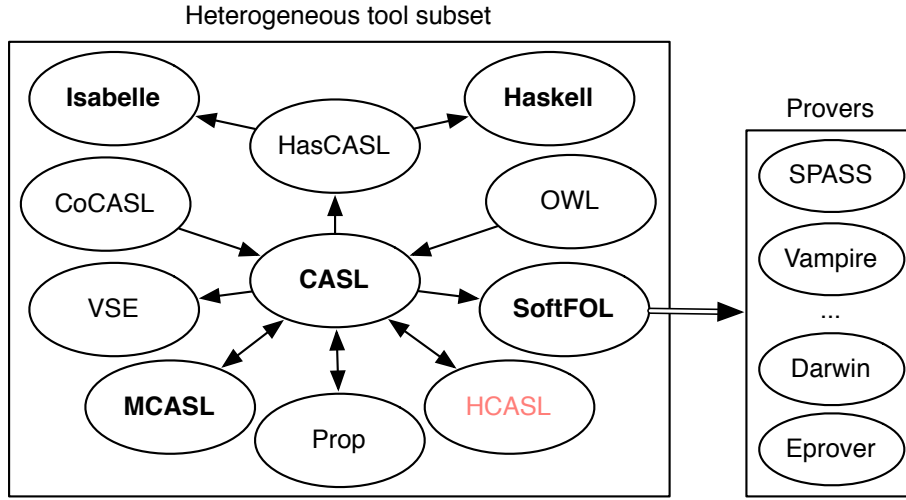 Heterogeneous tool subset
Isabelle
Haskell
HasCASL
CoCASL
OWL
CASL
VSE
SoftFOL
MCASL
Prop
HCASL
Provers
SPASS
Vampire
...
Darwin
Eprover